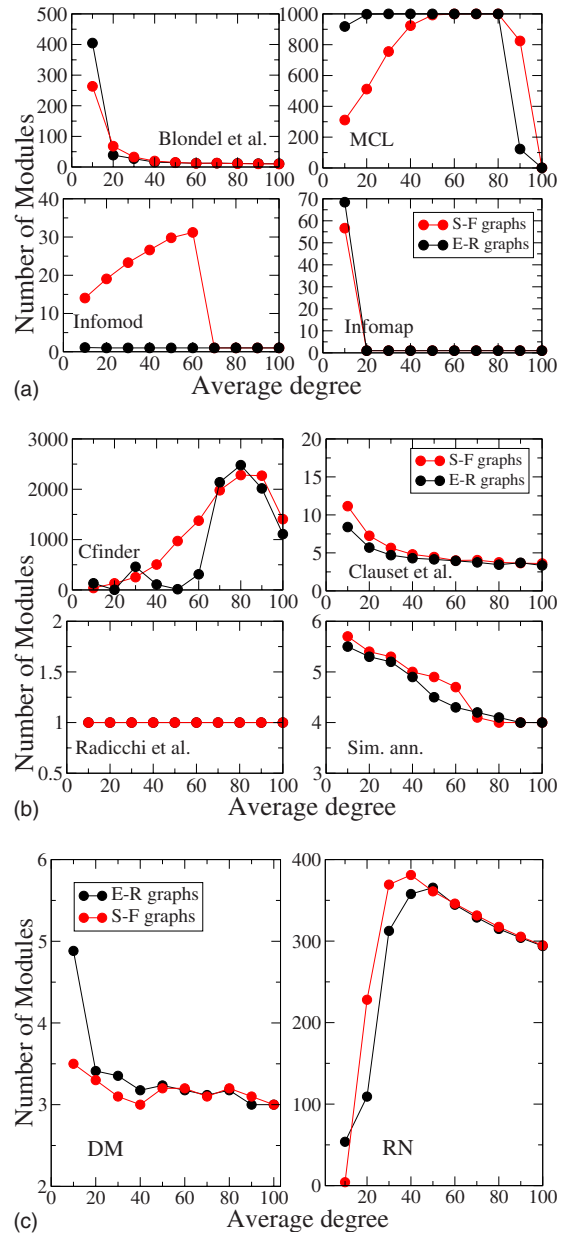 500
400
300
200
100
0
Blondel et al.
0 20 40 60 80 100
1000
800
600
400
200
0
MCL
0 20 40 60 80 100
40
30
20
10
0
Infomod
0 20 40 60 80 100
70
60
50
40
30
20
10
0
S-F graphs
E-R graphs
Infomap
0 20 40 60 80 100
Number of Modules
(a)
Average degree
3000
2000
1000
0
Cfinder
0 20 40 60 80 100
20
15
10
5
0
S-F graphs
E-R graphs
Clauset et al.
0 20 40 60 80 100
2
1.5
1
0.5
Radicchi et al.
0 20 40 60 80 100
6
5
4
3
Sim. ann.
0 20 40 60 80 100
Number of Modules
(b)
Average degree
6
5
4
3
2
E-R graphs
S-F graphs
DM
0 20 40 60 80 100
400
300
200
100
0
RN
0 20 40 60 80 100
Number of Modules
(c)
Average degree